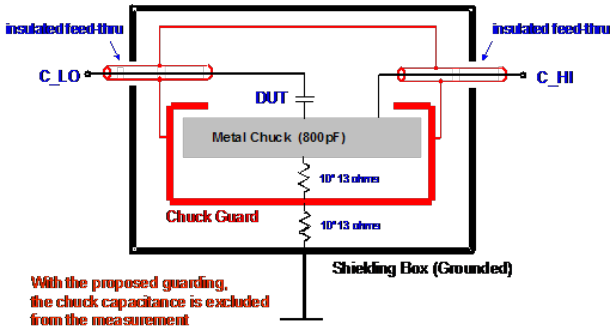 insulated feed-thru
insulated feed-thru
C_LO
C_HI
DUT
Metal Chuck (800pF)
10*13 ohms
Chuck Guard
10*13 ohms
Shielding Box (Grounded)
With the proposed guarding,
the chuck capacitance is excluded
from the measurement